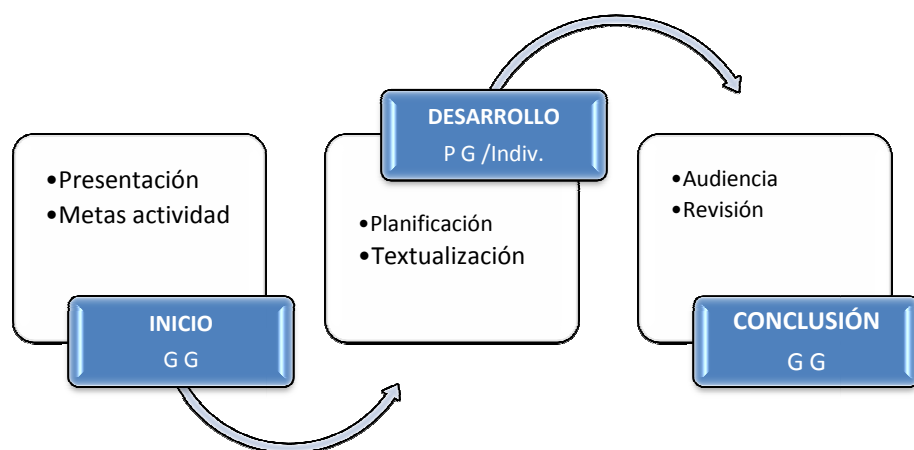 •Presentación
•Metas actividad
INICIO
G G
DESARROLLO
P G /Indiv.
•Planificación
•Textualización
•Audiencia
•Revisión
CONCLUSIÓN
G G